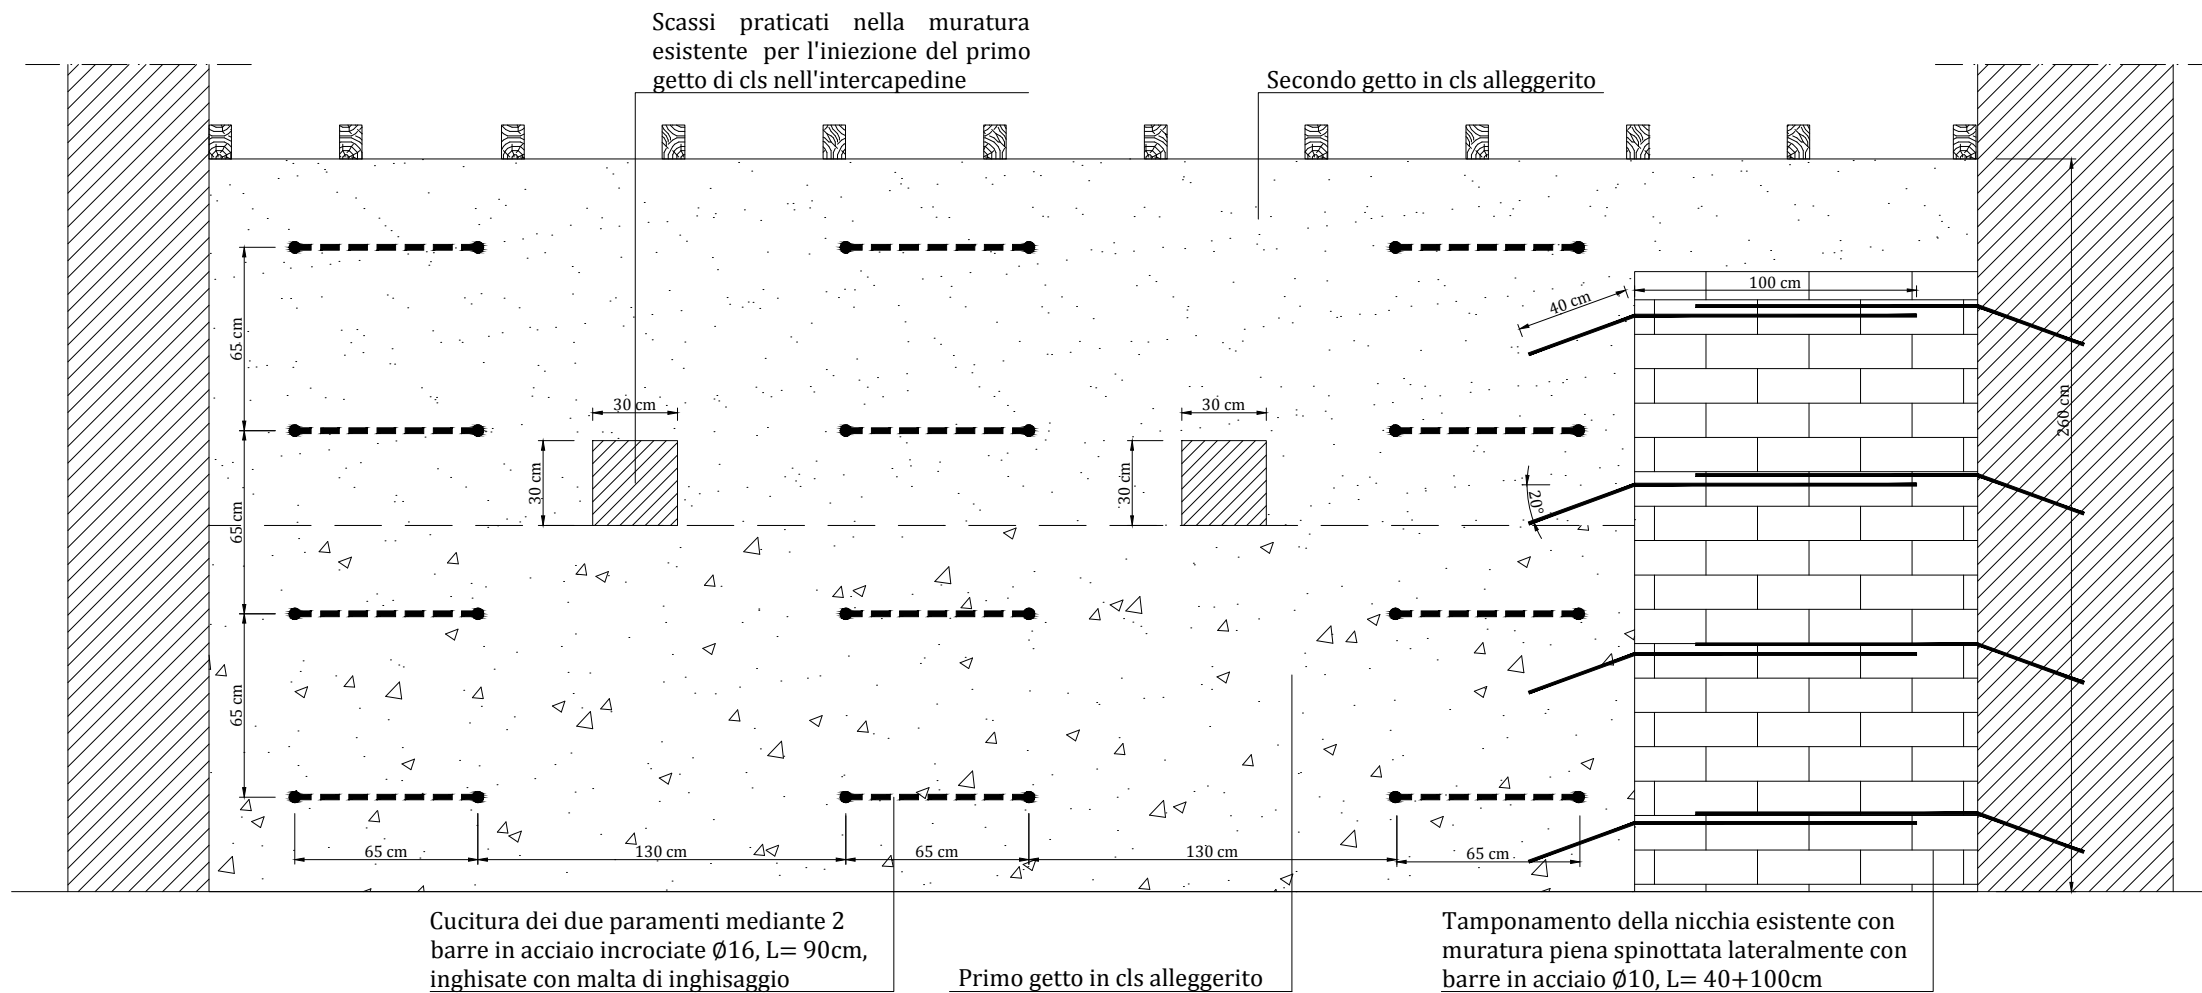 Scassi praticati nella muratura
esistente per l'iniezione del primo
getto di cls nell'intercapedine
Secondo getto in cls alleggerito
100 cm
40 cm
65 cm
30 cm
30 cm
260 cm
30 cm
30 cm
20°
65 cm
65 cm
65 cm
130 cm
65 cm
130 cm
65 cm
Cucitura dei due paramenti mediante 2
barre in acciaio incrociate Ø16, L= 90cm,
inghisate con malta di inghisaggio
Primo getto in cls alleggerito
Tamponamento della nicchia esistente con
muratura piena spinottata lateralmente con
barre in acciaio Ø10, L= 40+100cm